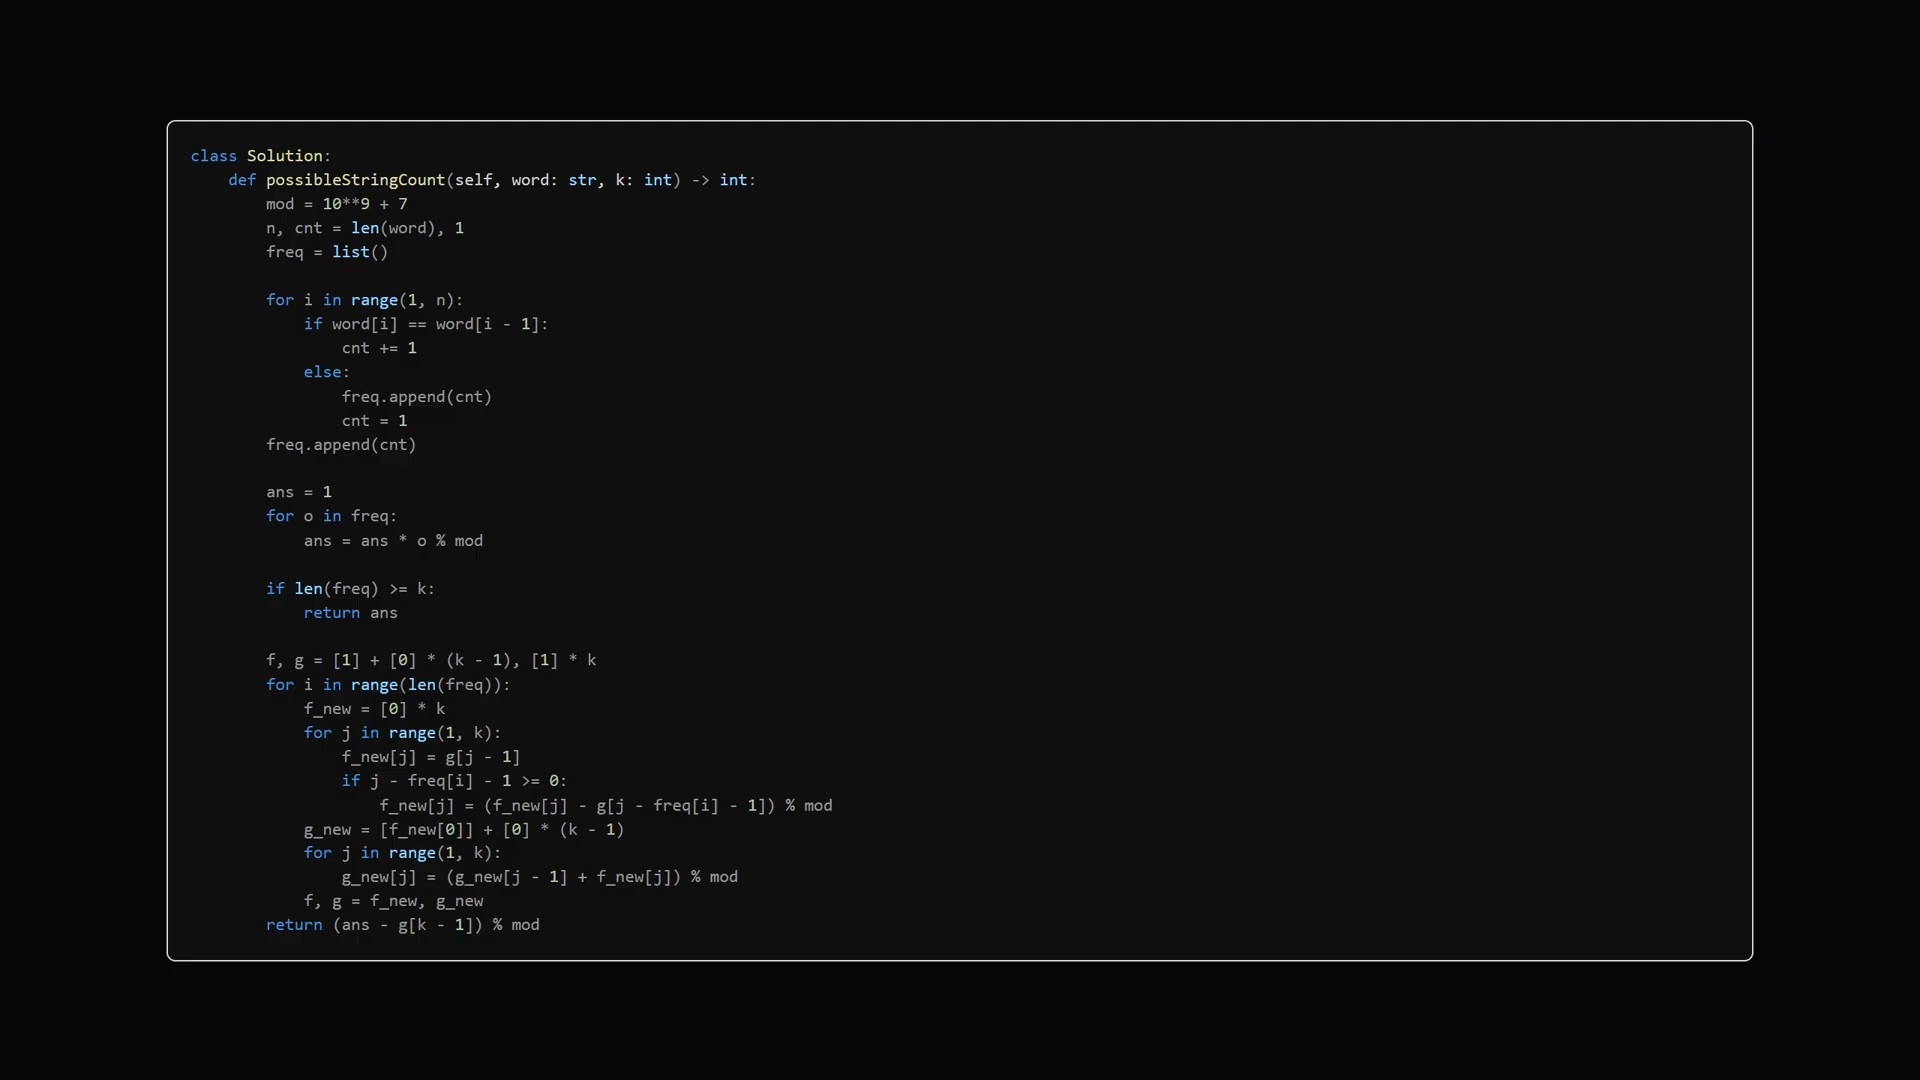 class Solution:
    def possibleStringCount(self, word: str, k: int) -> int:
        mod = 10**9 + 7
        n, cnt = len(word), 1
        freq = list()

        for i in range(1, n):
            if word[i] == word[i - 1]:
                cnt += 1
            else:
                freq.append(cnt)
                cnt = 1
        freq.append(cnt)

        ans = 1
        for o in freq:
            ans = ans * o % mod

        if len(freq) >= k:
            return ans

        f, g = [1] + [0] * (k - 1), [1] * k
        for i in range(len(freq)):
            f_new = [0] * k
            for j in range(1, k):
                f_new[j] = g[j - 1]
                if j - freq[i] - 1 >= 0:
                    f_new[j] = (f_new[j] - g[j - freq[i] - 1]) % mod
            g_new = [f_new[0]] + [0] * (k - 1)
            for j in range(1, k):
                g_new[j] = (g_new[j - 1] + f_new[j]) % mod
            f, g = f_new, g_new
        return (ans - g[k - 1]) % mod